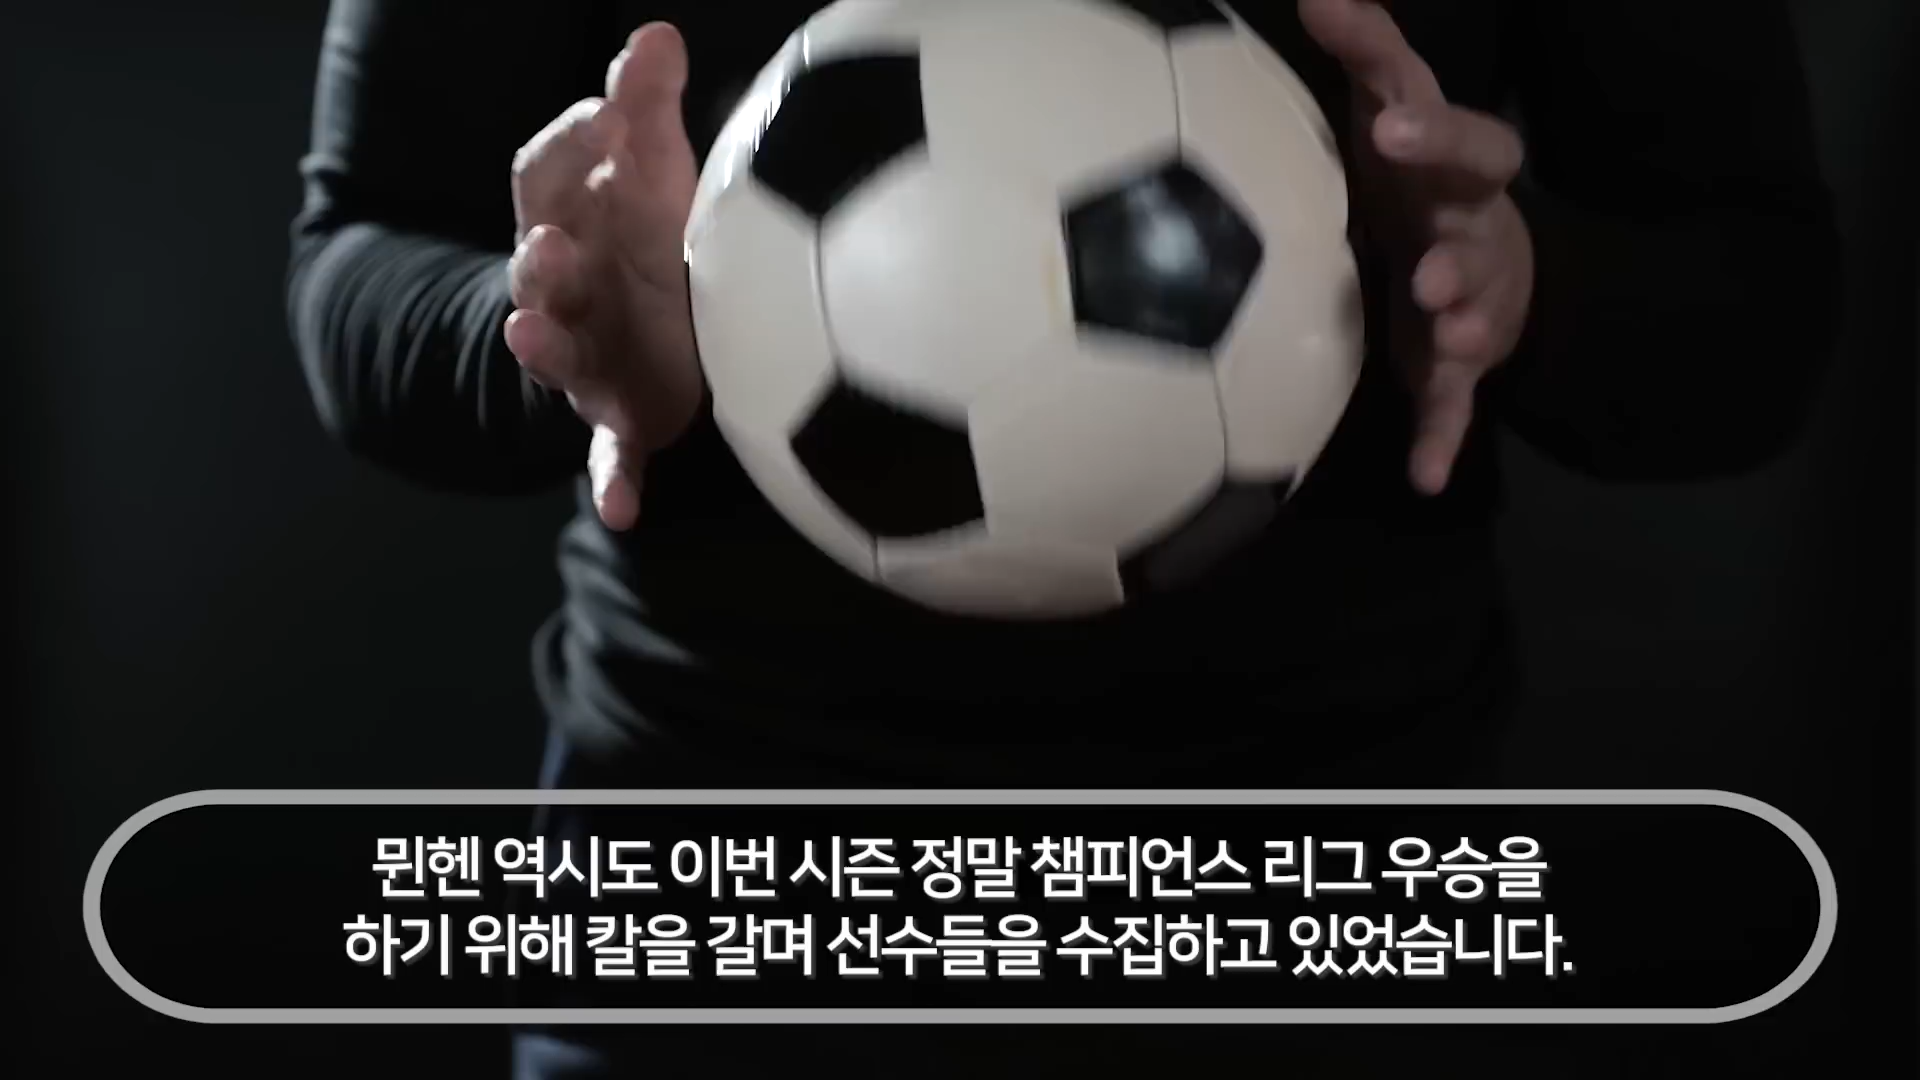 뮌헨 역시도 이번 시즌 정말 챔피언스 리그 우승을
하기 위해 칼을 갈며 선수들을 수집하고 있었습니다.